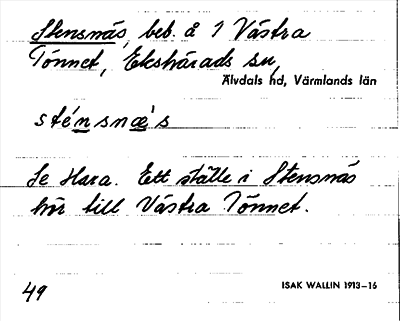 Stensnäs, beb. å 1 Västra
Tönnet, Ekshärads sn,
Älvdals hd, Värmlands län
sténsnæ`s
Se Hara. Ett ställe i Stensnäs
hör till Västra Tönnet.
49
ISAK WALLIN 1913–16